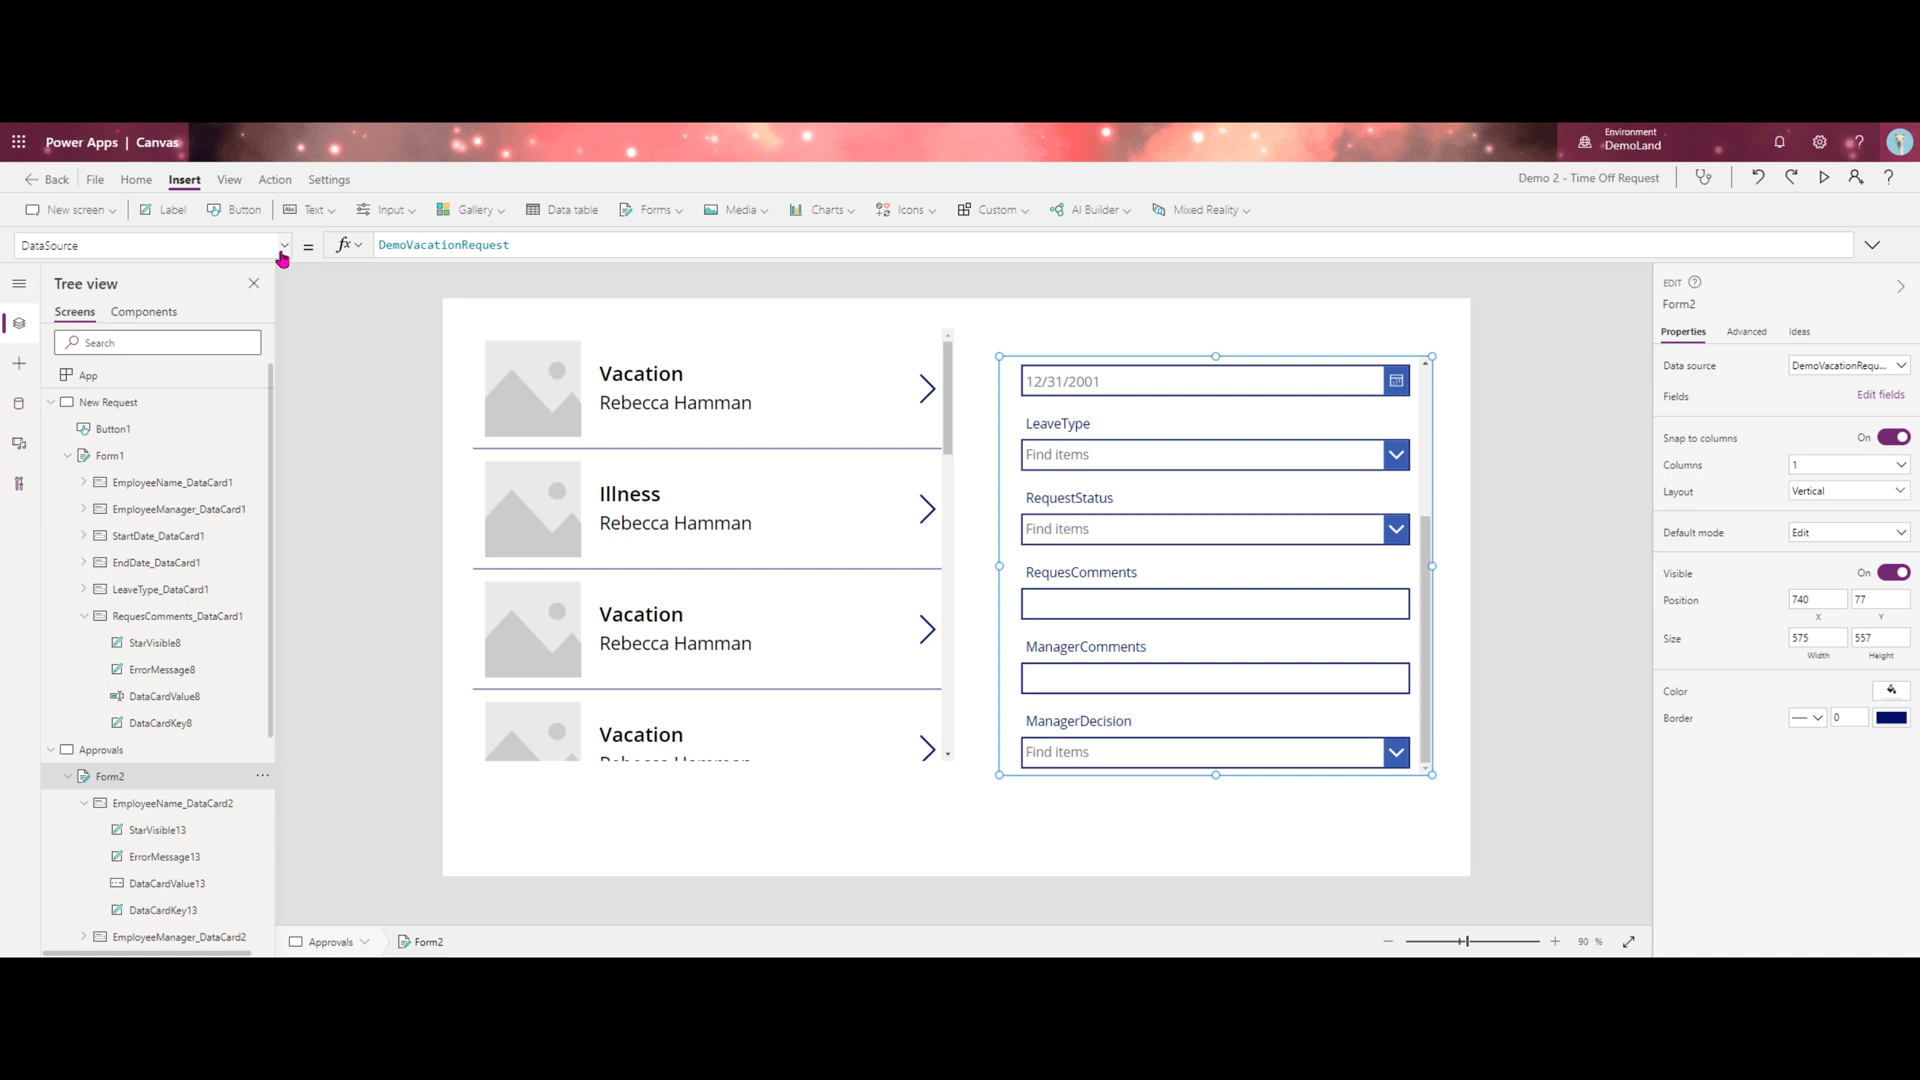 Power Apps | Canvas
Environment
DemoLand
Back File Home Insert View Action Settings
Demo 2 - Time Off Request
New screen Label Button Text Input Gallery Data table Forms Media Charts Icons Custom AI Builder Mixed Reality
DataSource = fx DemoVacationRequest
Tree view
Screens Components
Search
App
New Request
Button1
Form1
EmployeeName_DataCard1
EmployeeManager_DataCard1
StartDate_DataCard1
EndDate_DataCard1
LeaveType_DataCard1
RequesComments_DataCard1
StarVisible8
ErrorMessage8
DataCardValue8
DataCardKey8
Approvals
Form2
EmployeeName_DataCard2
StarVisible13
ErrorMessage13
DataCardValue13
DataCardKey13
EmployeeManager_DataCard2
Vacation
Rebecca Hamman
Illness
Rebecca Hamman
Vacation
Rebecca Hamman
Vacation
Rebecca Hamman
12/31/2001
LeaveType
Find items
RequestStatus
Find items
RequesComments
ManagerComments
ManagerDecision
Find items
Approvals Form2
90 %
EDIT
Form2
Properties Advanced Ideas
Data source DemoVacationRequ...
Fields Edit fields
Snap to columns On
Columns 1
Layout Vertical
Default mode Edit
Visible On
Position 740 77
X Y
Size 575 557
Width Height
Color
Border 0